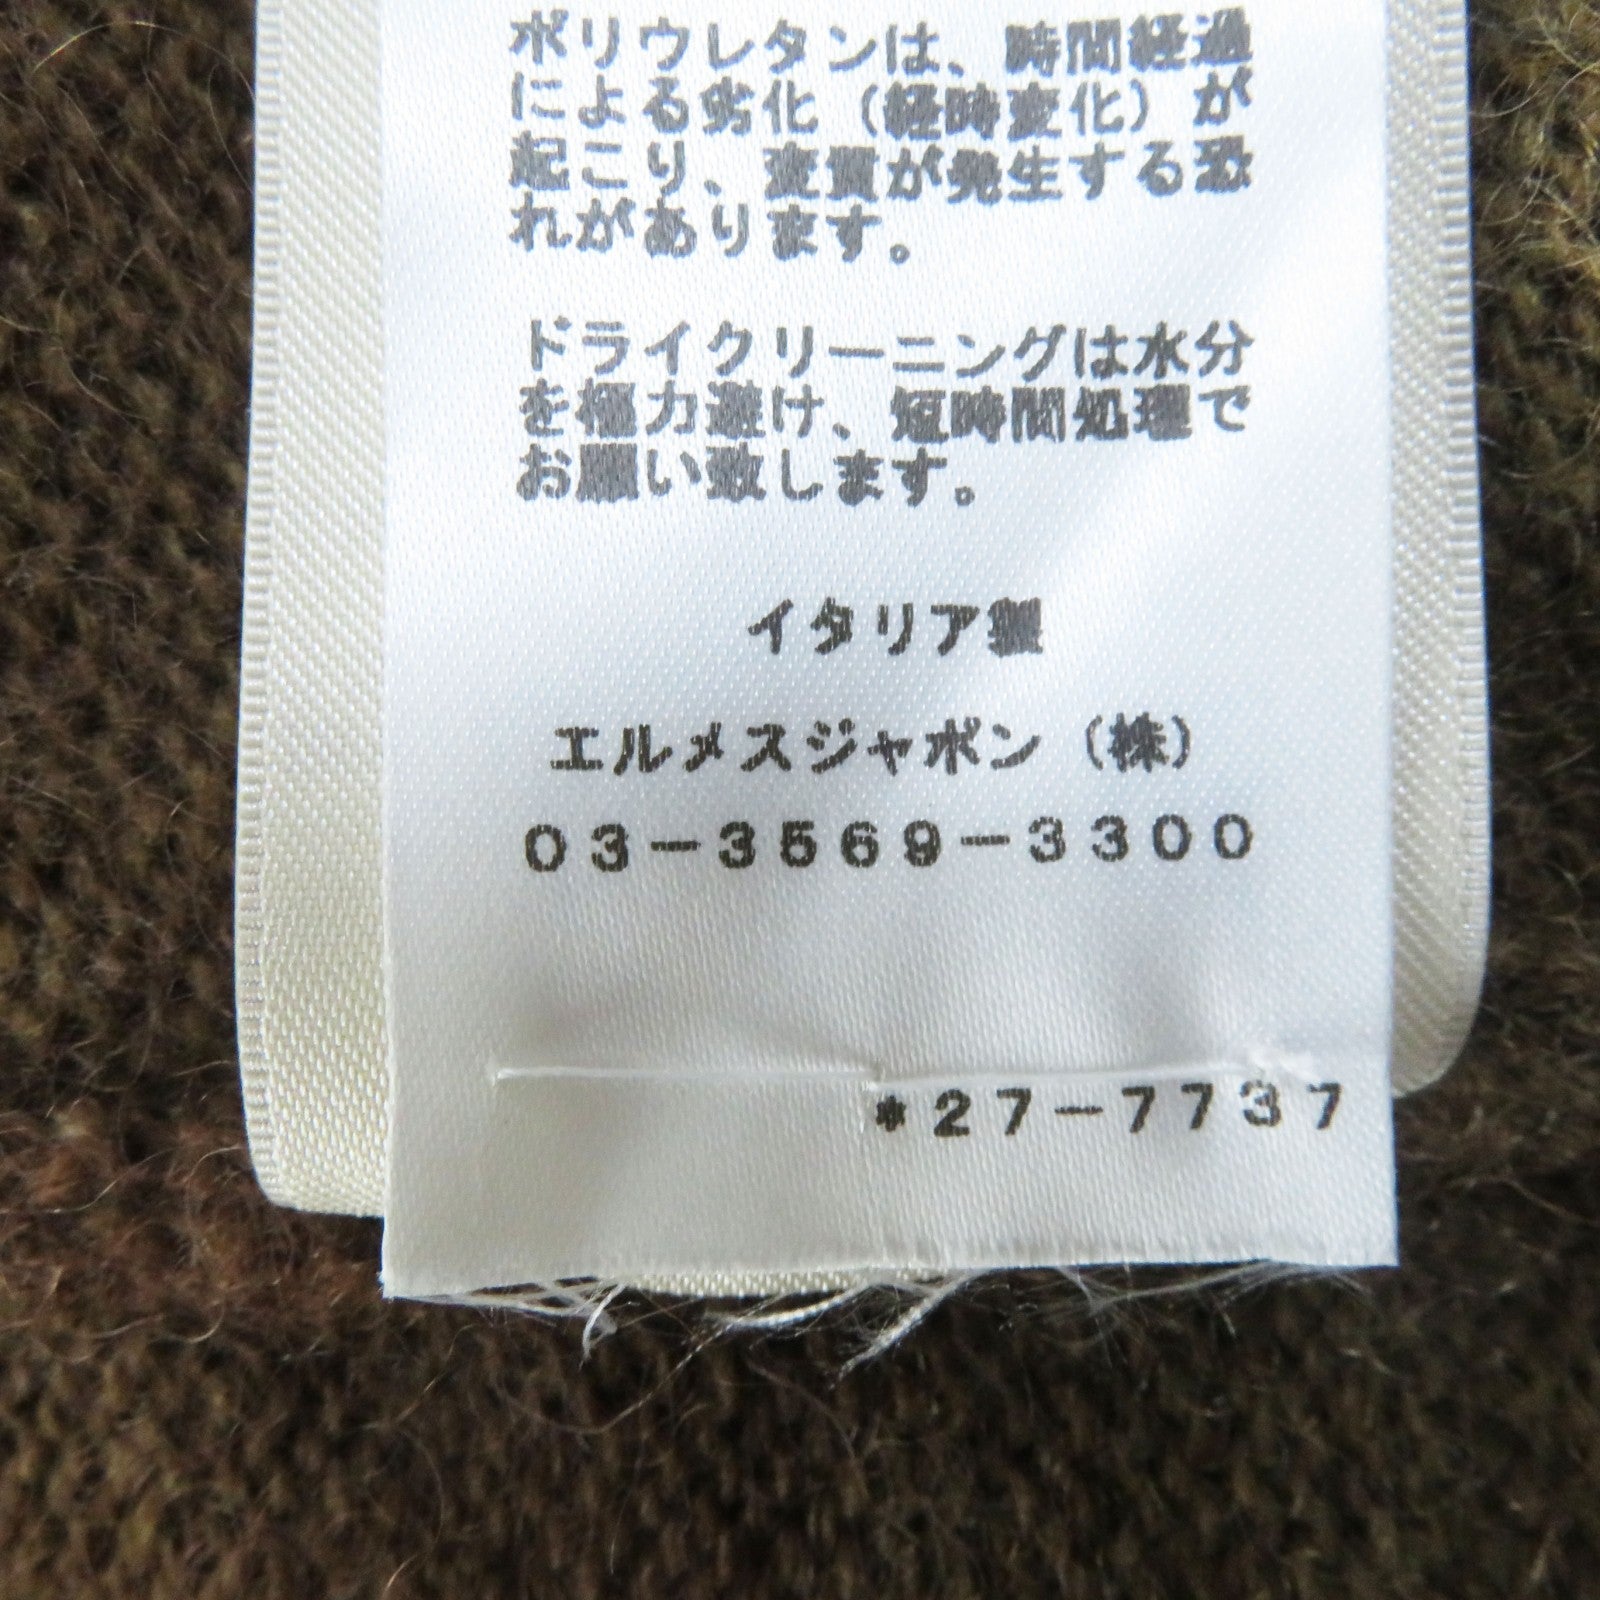 ポリウレタンは、時間経過
による劣化（経時変化）が
起こり、変質が発生する恐
れがあります。
ドライクリーニングは水分
を極力避け、短時間処理で
お願い致します。
イタリア製
エルメスジャポン（株）
03-3569-3300
*27-7737